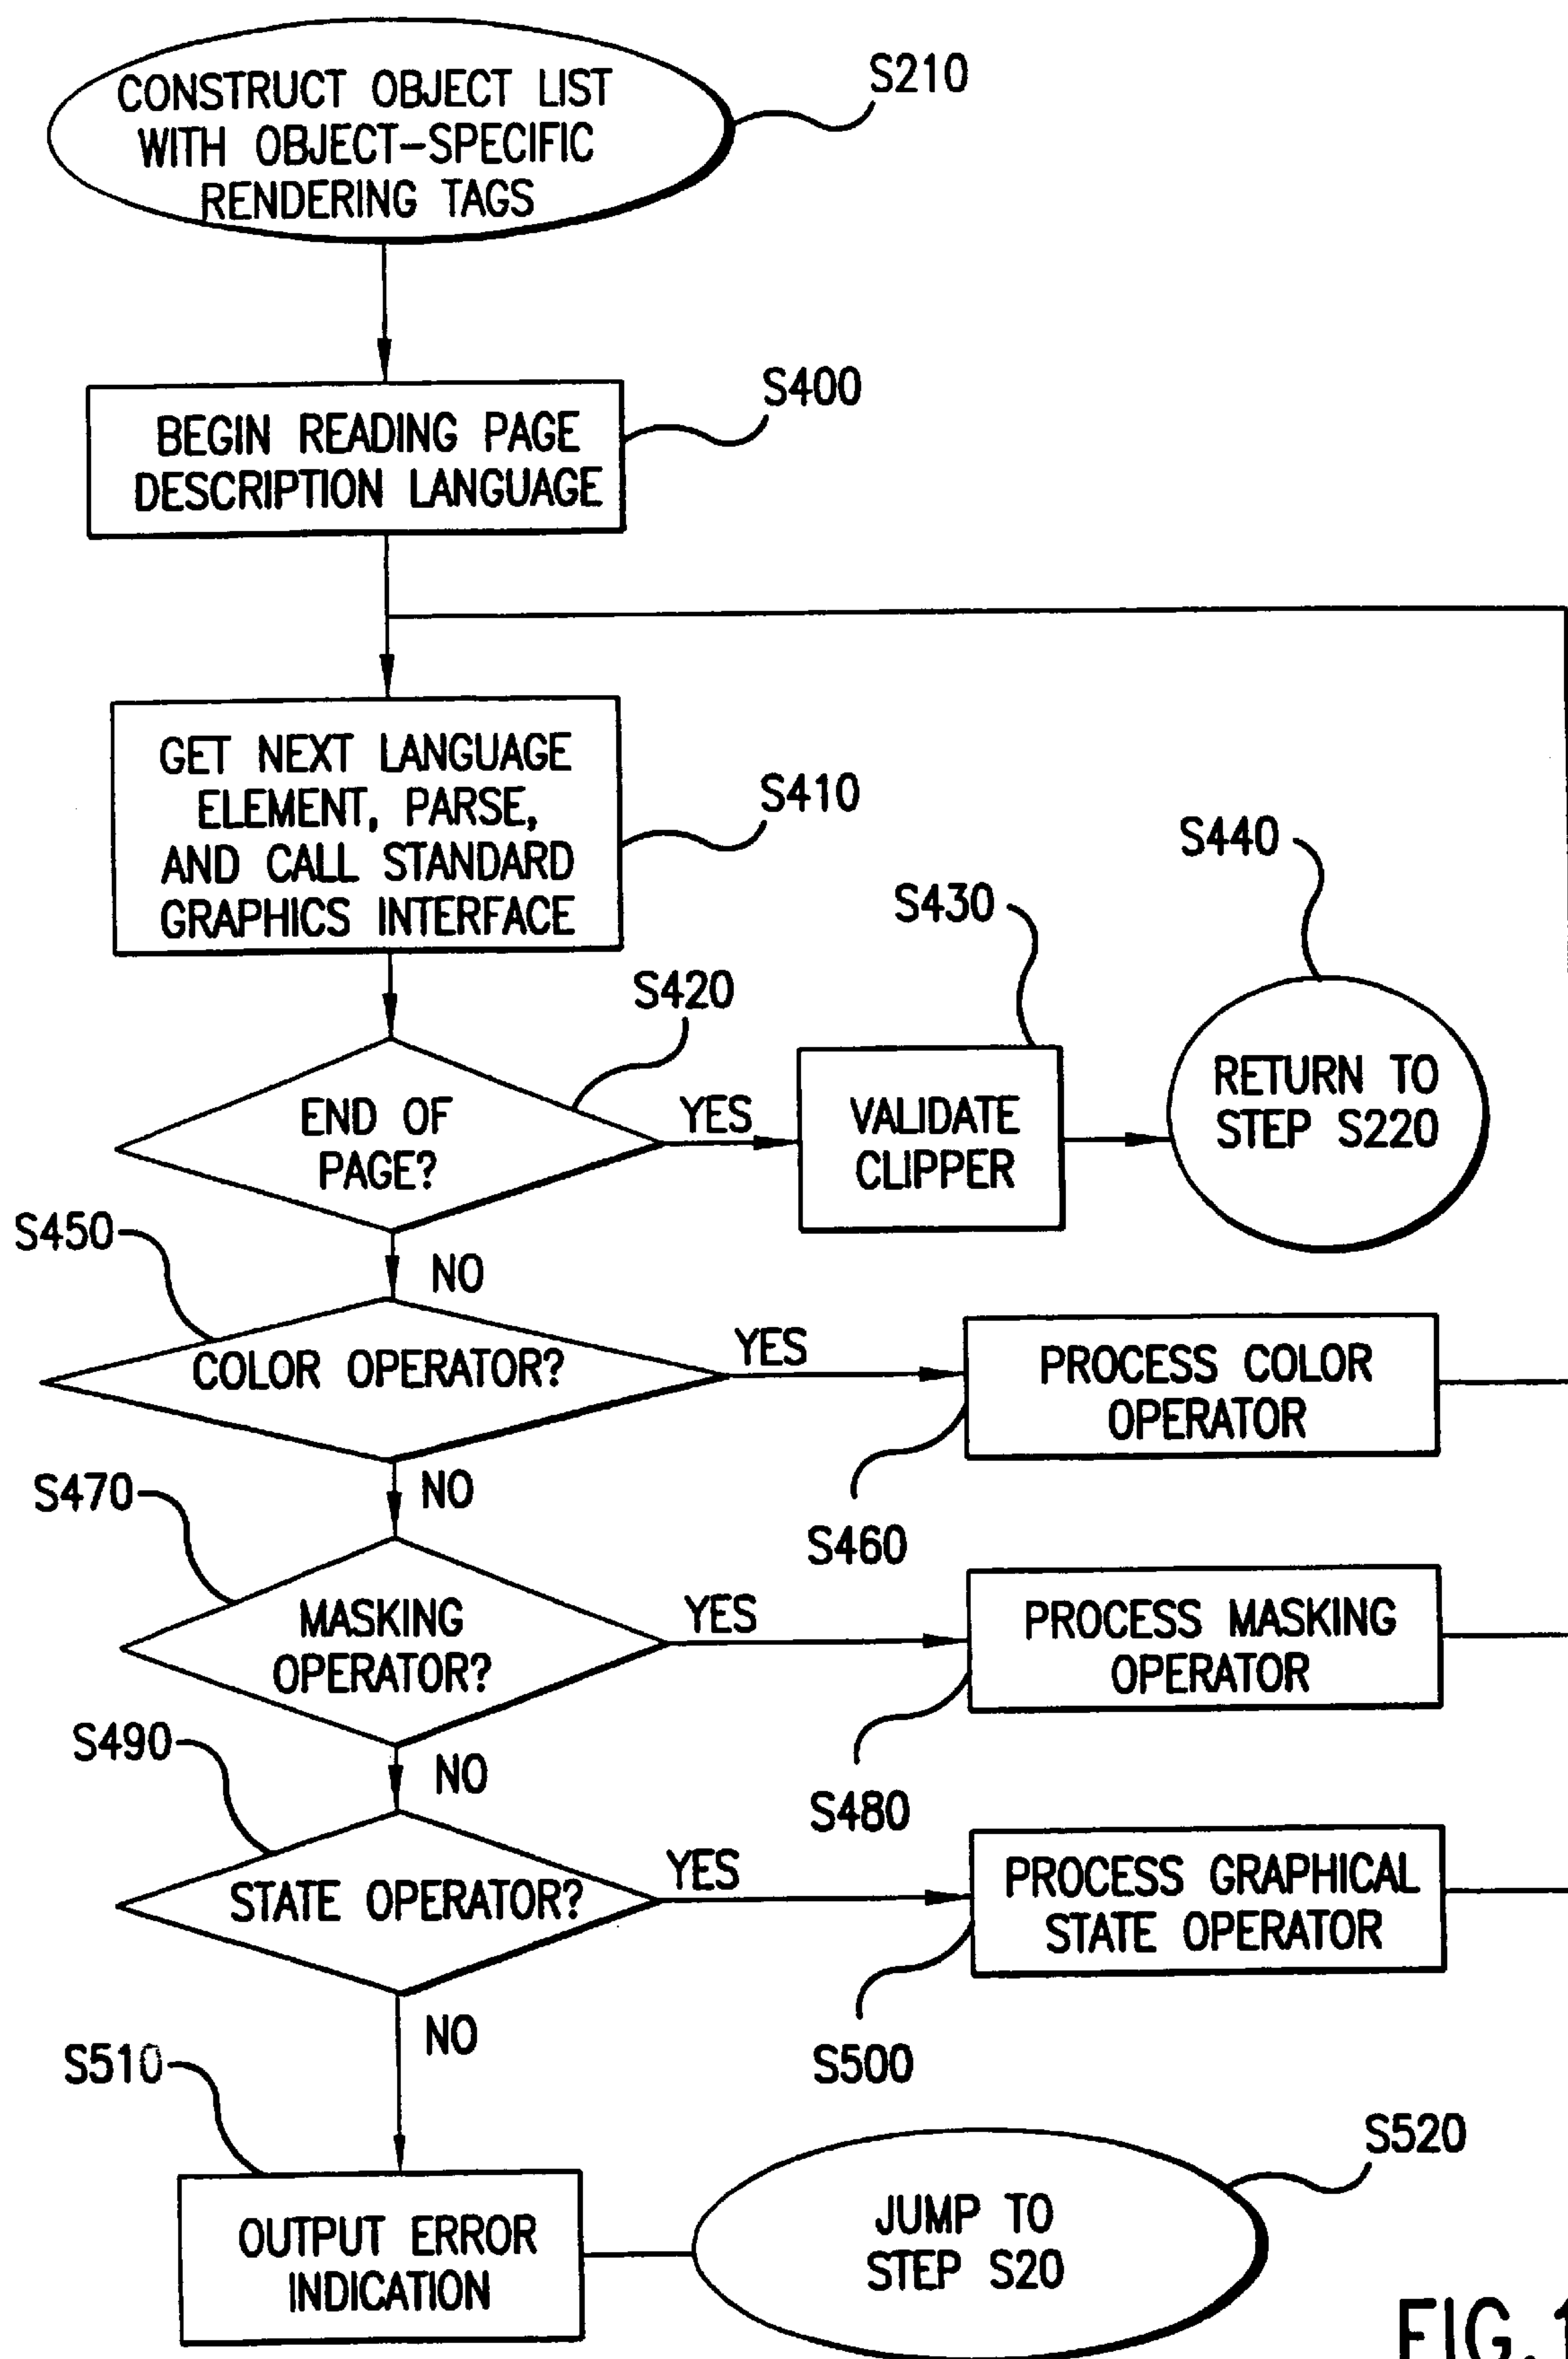 CONSTRUCT OBJECT LIST
WITH OBJECT-SPECIFIC
RENDERING TAGS
S210
BEGIN READING PAGE
DESCRIPTION LANGUAGE
S400
GET NEXT LANGUAGE
ELEMENT, PARSE,
AND CALL STANDARD
GRAPHICS INTERFACE
S410
S420
END OF
PAGE?
YES
S430
VALIDATE
CLIPPER
S440
RETURN TO
STEP S220
NO
S450
COLOR OPERATOR?
YES
PROCESS COLOR
OPERATOR
S460
NO
S470
MASKING
OPERATOR?
YES
PROCESS MASKING
OPERATOR
S480
NO
S490
STATE OPERATOR?
YES
PROCESS GRAPHICAL
STATE OPERATOR
S500
NO
S510
OUTPUT ERROR
INDICATION
JUMP TO
STEP S20
S520
FIG.